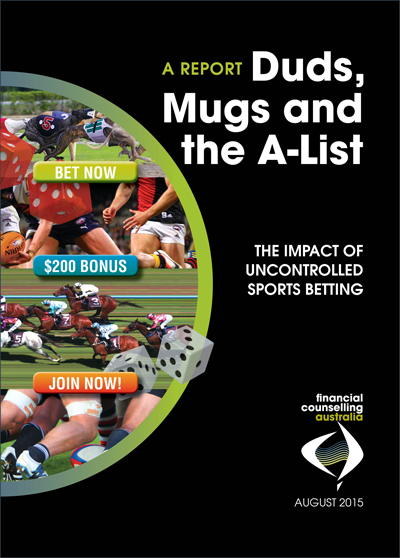 A REPORT Duds,
Mugs and
the A-List
BET NOW
$200 BONUS
JOIN NOW!
THE IMPACT OF
UNCONTROLLED
SPORTS BETTING
financial
counselling
australia
AUGUST 2015